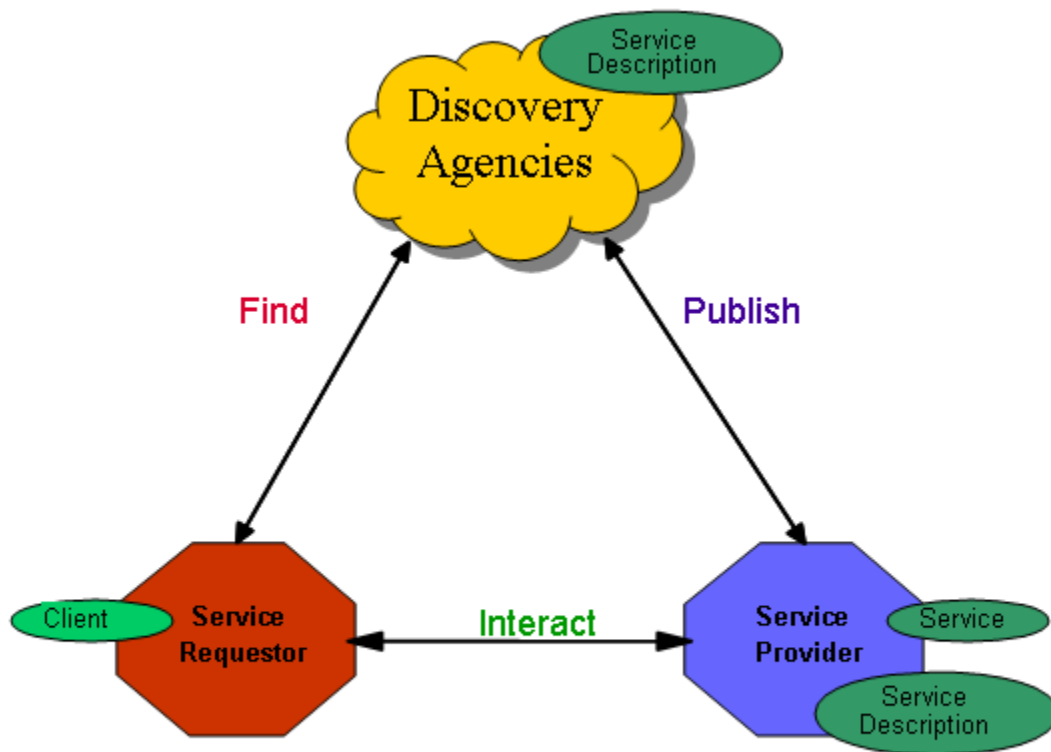 Service
Description
Discovery
Agencies
Find
Publish
Client
Service
Requestor
Interact
Service
Provider
Service
Service
Description